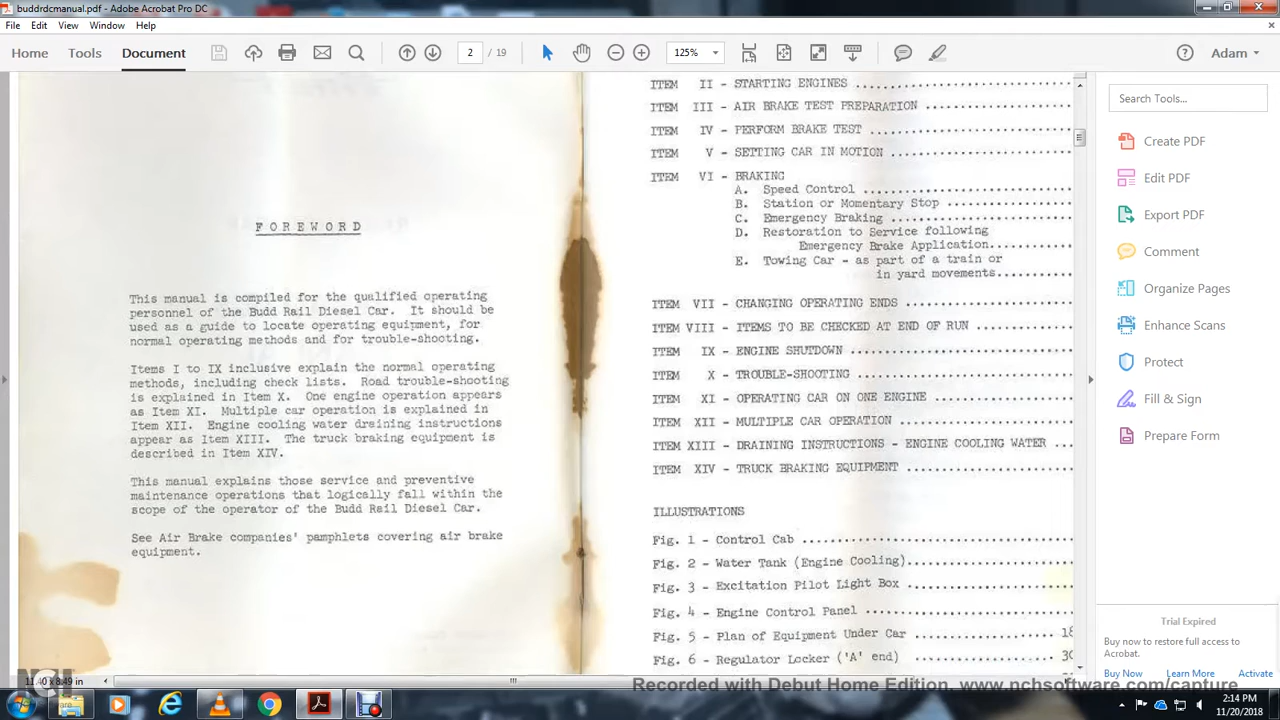 buddrdcmanual.pdf - Adobe Acrobat Pro DC
File Edit View Window Help
Home Tools Document 2 / 19 125% Adam
FOREWORD
This manual is compiled for the qualified operating
personnel of the Budd Rail Diesel Car. It should be
used as a guide to locate operating equipment, for
normal operating methods and for trouble-shooting.
Items I to IX inclusive explain the normal operating
methods, including check lists. Road trouble-shooting
is explained in Item X. One engine operation appears
as Item XI. Multiple car operation is explained in
Item XII. Engine cooling water draining instructions
appear as Item XIII. The truck braking equipment is
described in Item XIV.
This manual explains those service and preventive
maintenance operations that logically fall within the
scope of the operator of the Budd Rail Diesel Car.
See Air Brake companies' pamphlets covering air brake
equipment.
ITEM II - STARTING ENGINES ..............................
ITEM III - AIR BRAKE TEST PREPARATION ....................
ITEM IV - PERFORM BRAKE TEST ............................
ITEM V - SETTING CAR IN MOTION .........................
ITEM VI - BRAKING
A. Speed Control .............................
B. Station or Momentary Stop .................
C. Emergency Braking .........................
D. Restoration to Service following
Emergency Brake Application............
E. Towing Car - as part of a train or
in yard movements...........
ITEM VII - CHANGING OPERATING ENDS .......................
ITEM VIII - ITEMS TO BE CHECKED AT END OF RUN .............
ITEM IX - ENGINE SHUTDOWN ...............................
ITEM X - TROUBLE-SHOOTING ..............................
ITEM XI - OPERATING CAR ON ONE ENGINE ...................
ITEM XII - MULTIPLE CAR OPERATION ........................
ITEM XIII - DRAINING INSTRUCTIONS - ENGINE COOLING WATER ...
ITEM XIV - TRUCK BRAKING EQUIPMENT .......................
ILLUSTRATIONS
Fig. 1 - Control Cab .....................................
Fig. 2 - Water Tank (Engine Cooling)......................
Fig. 3 - Excitation Pilot Light Box .......................
Fig. 4 - Engine Control Panel .............................
Fig. 5 - Plan of Equipment Under Car ..................... 18
Fig. 6 - Regulator Locker ('A' end) ...................... 30
Search Tools...
Create PDF
Edit PDF
Export PDF
Comment
Organize Pages
Enhance Scans
Protect
Fill & Sign
Prepare Form
Trial Expired
Buy now to restore full access to
Acrobat.
Buy Now Learn More Activate
11.40 x 8.49 in
Recorded with Debut Home Edition. www.nchsoftware.com/capture
2:14 PM
11/20/2018